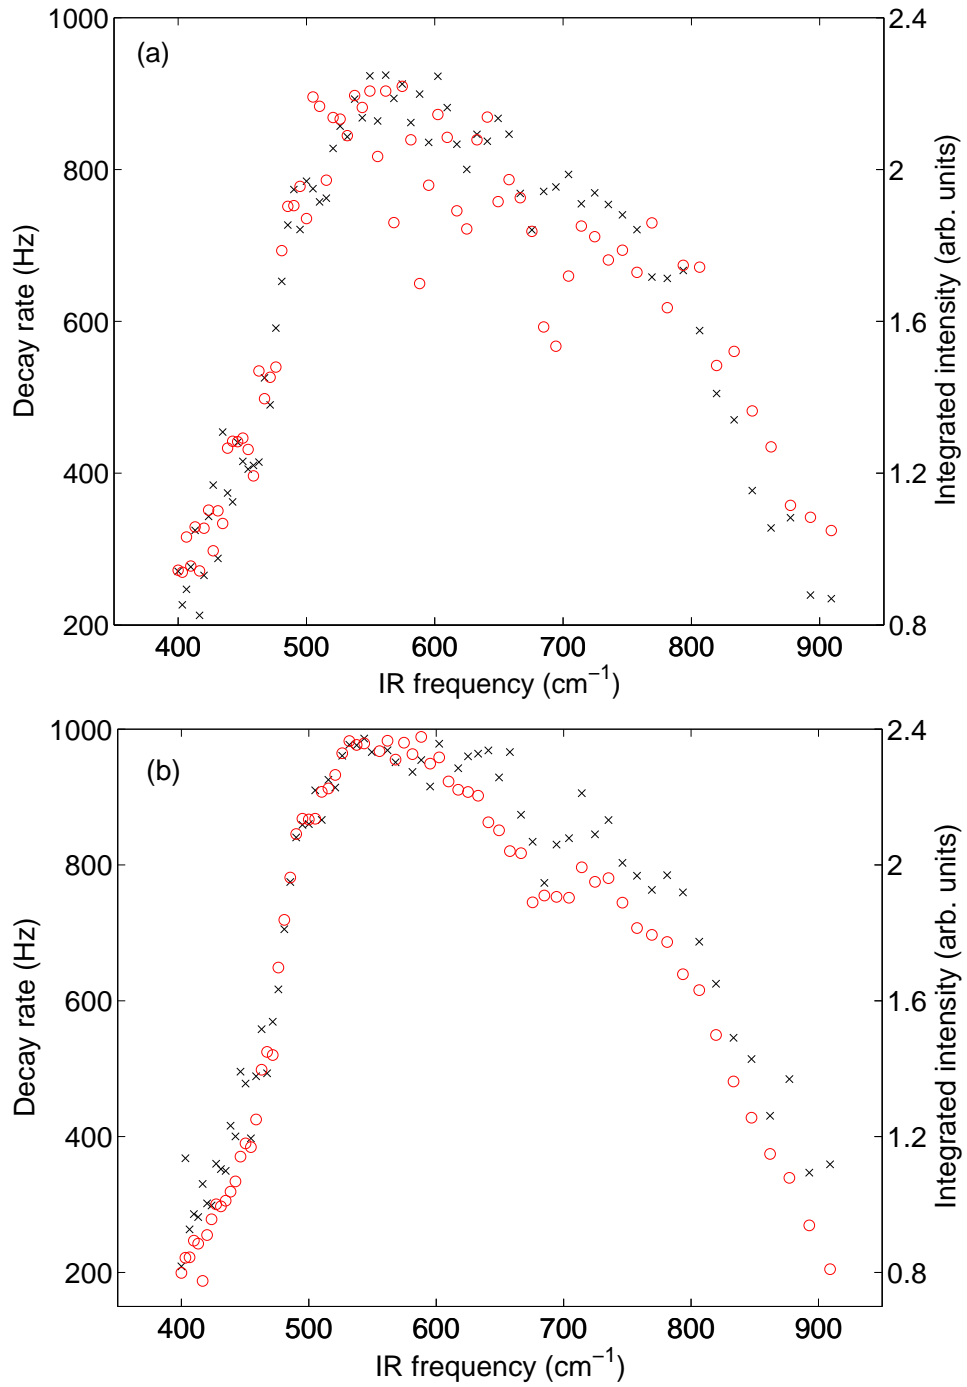 (a)
1000
800
600
400
200
2.4
2
1.6
1.2
0.8
400 500 600 700 800 900
Decay rate (Hz)
Integrated intensity (arb. units)
IR frequency (cm⁻¹)
(b)
1000
800
600
400
200
2.4
2
1.6
1.2
0.8
400 500 600 700 800 900
Decay rate (Hz)
Integrated intensity (arb. units)
IR frequency (cm⁻¹)